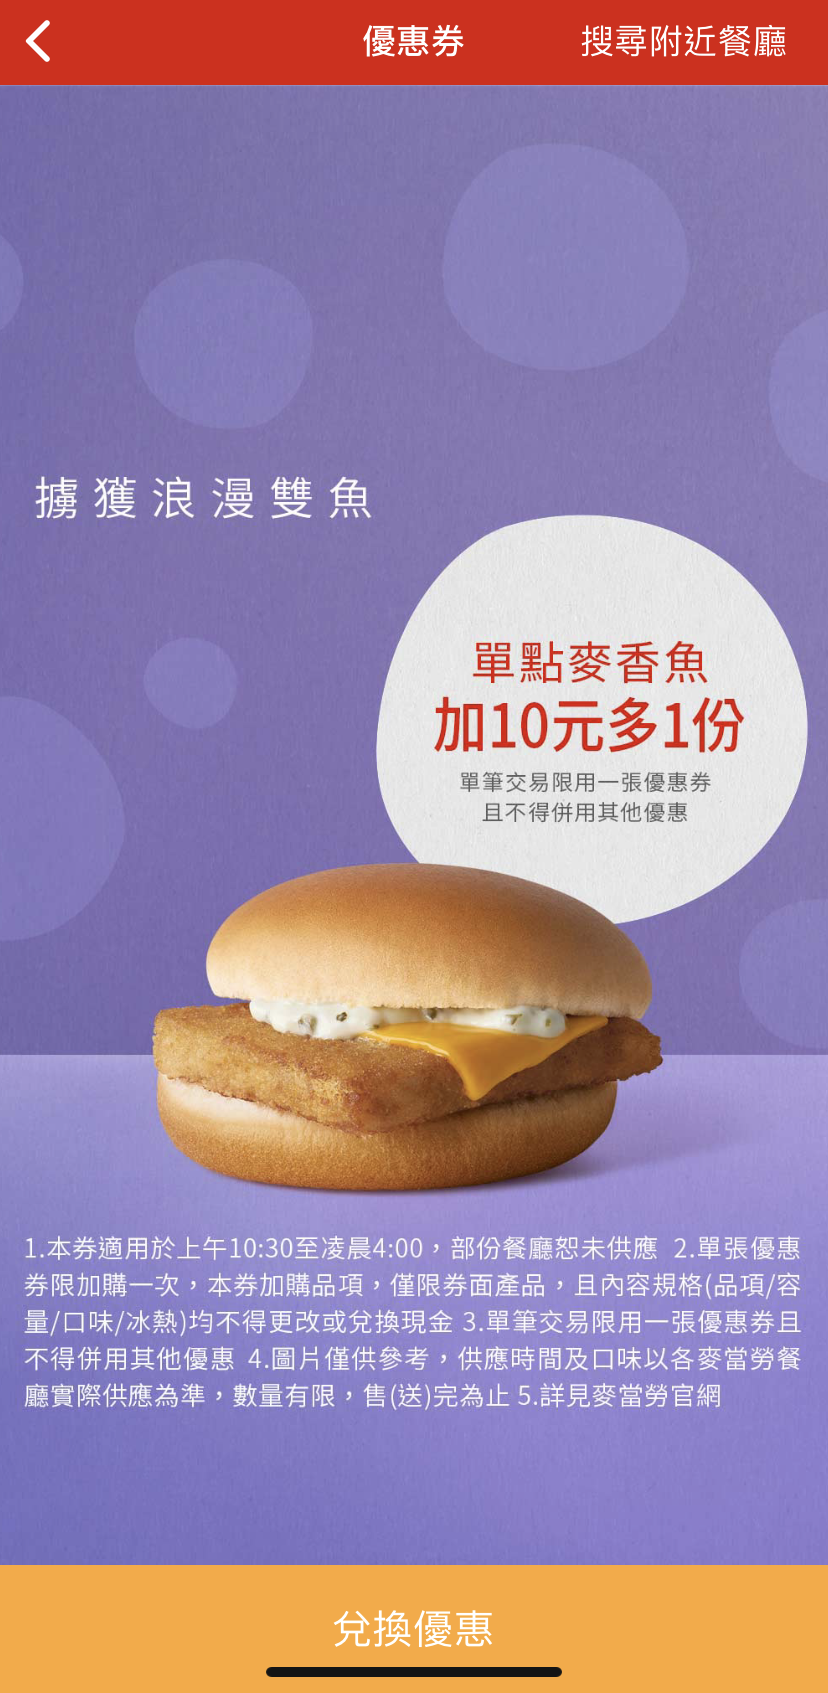 優惠券
搜尋附近餐廳
擄獲浪漫雙魚
單點麥香魚
加10元多1份
單筆交易限用一張優惠券
且不得併用其他優惠
1.本券適用於上午10:30至凌晨4:00，部份餐廳恕未供應 2.單張優惠
券限加購一次，本券加購品項，僅限券面產品，且內容規格(品項/容
量/口味/冰熱)均不得更改或兌換現金 3.單筆交易限用一張優惠券且
不得併用其他優惠 4.圖片僅供參考，供應時間及口味以各麥當勞餐
廳實際供應為準，數量有限，售(送)完為止 5.詳見麥當勞官網
兌換優惠